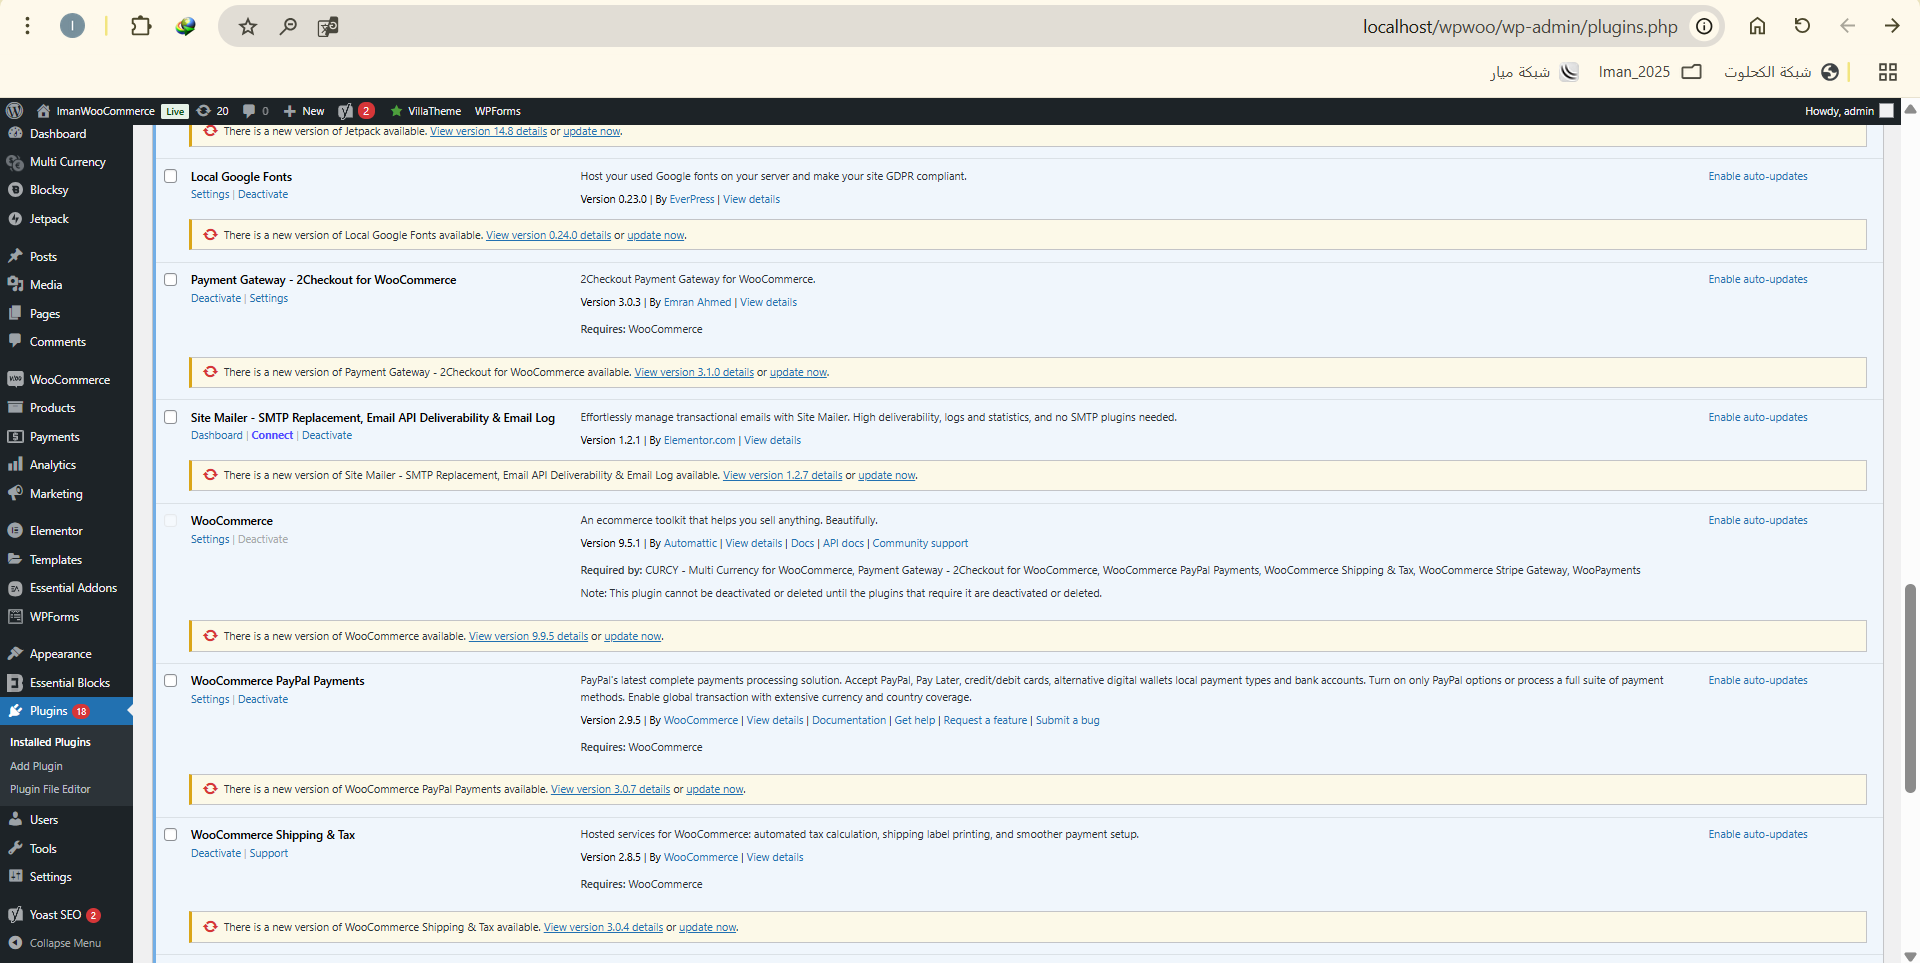 I
localhost/wpwoo/wp-admin/plugins.php
شبكة الكحلوت
Iman_2025
شبكة ميار
ImanWooCommerce Live 20 0 New 2 VillaTheme WPForms
Howdy, admin
Dashboard
Multi Currency
Blocksy
Jetpack
Posts
Media
Pages
Comments
WooCommerce
Products
Payments
Analytics
Marketing
Elementor
Templates
Essential Addons
WPForms
Appearance
Essential Blocks
Plugins 18
Installed Plugins
Add Plugin
Plugin File Editor
Users
Tools
Settings
Yoast SEO 2
Collapse Menu
There is a new version of Jetpack available. View version 14.8 details or update now.
Local Google Fonts
Settings | Deactivate
Host your used Google fonts on your server and make your site GDPR compliant.
Version 0.23.0 | By EverPress | View details
Enable auto-updates
There is a new version of Local Google Fonts available. View version 0.24.0 details or update now.
Payment Gateway - 2Checkout for WooCommerce
Deactivate | Settings
2Checkout Payment Gateway for WooCommerce.
Version 3.0.3 | By Emran Ahmed | View details
Requires: WooCommerce
Enable auto-updates
There is a new version of Payment Gateway - 2Checkout for WooCommerce available. View version 3.1.0 details or update now.
Site Mailer - SMTP Replacement, Email API Deliverability & Email Log
Dashboard | Connect | Deactivate
Effortlessly manage transactional emails with Site Mailer. High deliverability, logs and statistics, and no SMTP plugins needed.
Version 1.2.1 | By Elementor.com | View details
Enable auto-updates
There is a new version of Site Mailer - SMTP Replacement, Email API Deliverability & Email Log available. View version 1.2.7 details or update now.
WooCommerce
Settings | Deactivate
An ecommerce toolkit that helps you sell anything. Beautifully.
Version 9.5.1 | By Automattic | View details | Docs | API docs | Community support
Required by: CURCY - Multi Currency for WooCommerce, Payment Gateway - 2Checkout for WooCommerce, WooCommerce PayPal Payments, WooCommerce Shipping & Tax, WooCommerce Stripe Gateway, WooPayments
Note: This plugin cannot be deactivated or deleted until the plugins that require it are deactivated or deleted.
Enable auto-updates
There is a new version of WooCommerce available. View version 9.9.5 details or update now.
WooCommerce PayPal Payments
Settings | Deactivate
PayPal's latest complete payments processing solution. Accept PayPal, Pay Later, credit/debit cards, alternative digital wallets local payment types and bank accounts. Turn on only PayPal options or process a full suite of payment
methods. Enable global transaction with extensive currency and country coverage.
Version 2.9.5 | By WooCommerce | View details | Documentation | Get help | Request a feature | Submit a bug
Requires: WooCommerce
Enable auto-updates
There is a new version of WooCommerce PayPal Payments available. View version 3.0.7 details or update now.
WooCommerce Shipping & Tax
Deactivate | Support
Hosted services for WooCommerce: automated tax calculation, shipping label printing, and smoother payment setup.
Version 2.8.5 | By WooCommerce | View details
Requires: WooCommerce
Enable auto-updates
There is a new version of WooCommerce Shipping & Tax available. View version 3.0.4 details or update now.